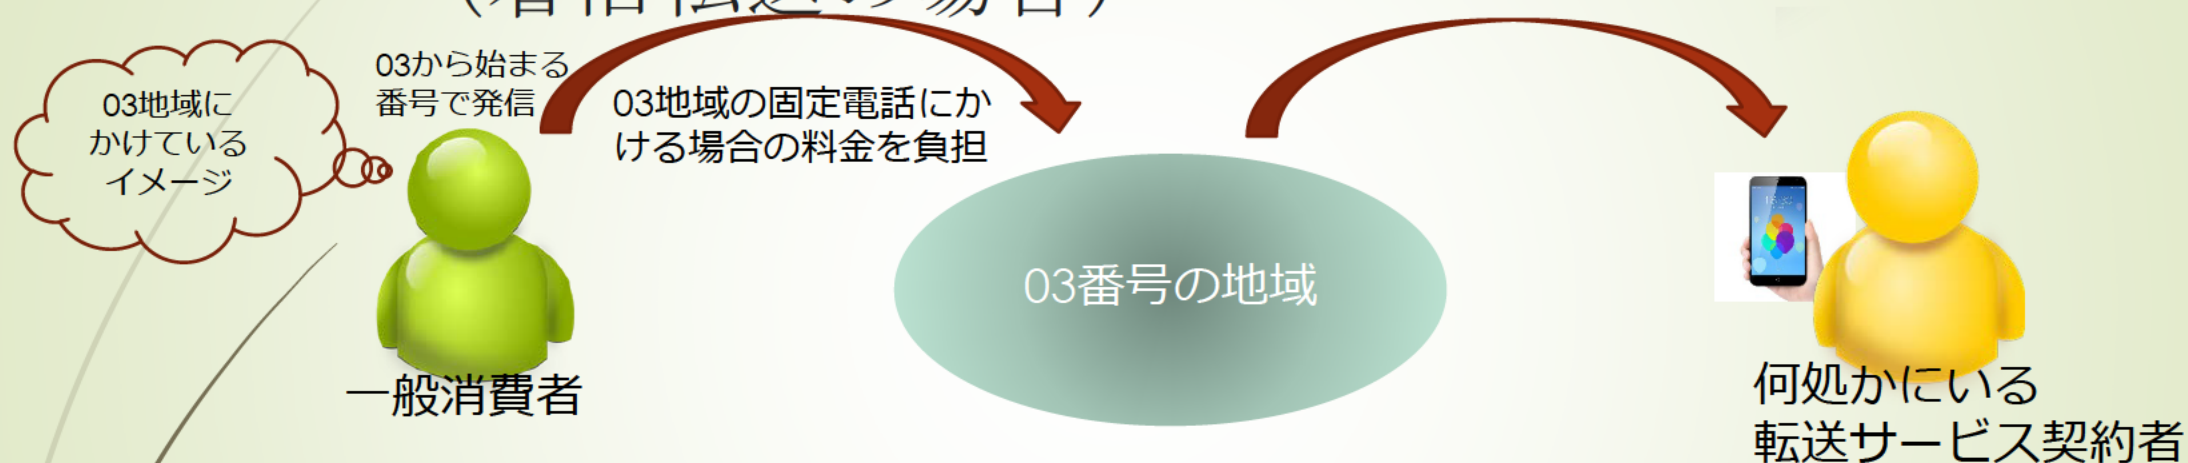 03地域に
かけている
イメージ
03から始まる
番号で発信
03地域の固定電話にか
ける場合の料金を負担
03番号の地域
一般消費者
何処かにいる
転送サービス契約者